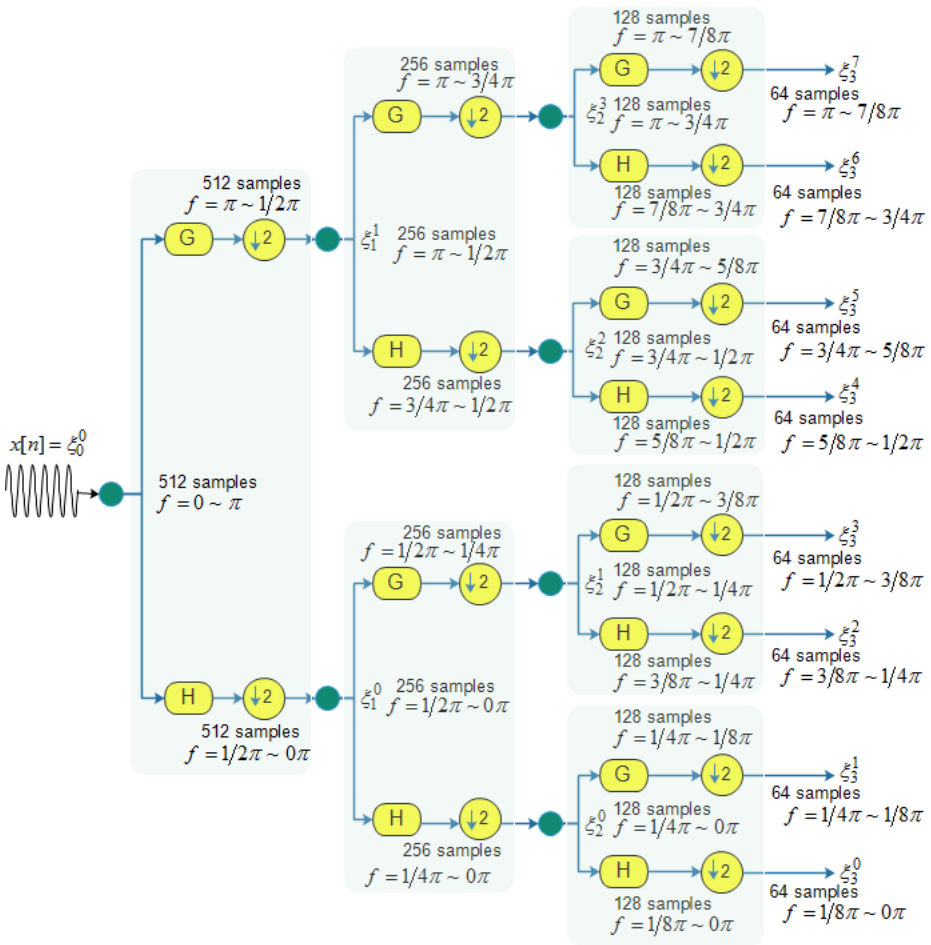 x[n] = ξ₀⁰
512 samples
f = 0 ~ π
512 samples
f = π ~ 1/2π
G
↓2
H
↓2
512 samples
f = 1/2π ~ 0π
ξ₁¹
256 samples
f = π ~ 1/2π
256 samples
f = π ~ 3/4π
G
↓2
H
↓2
256 samples
f = 3/4π ~ 1/2π
ξ₁⁰
256 samples
f = 1/2π ~ 0π
256 samples
f = 1/2π ~ 1/4π
G
↓2
H
↓2
256 samples
f = 1/4π ~ 0π
128 samples
f = π ~ 7/8π
G
↓2
ξ₃⁷
64 samples
f = π ~ 7/8π
ξ₂³
128 samples
f = π ~ 3/4π
H
↓2
ξ₃⁶
128 samples
f = 7/8π ~ 3/4π
64 samples
f = 7/8π ~ 3/4π
128 samples
f = 3/4π ~ 5/8π
G
↓2
ξ₃⁵
64 samples
f = 3/4π ~ 5/8π
ξ₂²
128 samples
f = 3/4π ~ 1/2π
H
↓2
ξ₃⁴
128 samples
f = 5/8π ~ 1/2π
64 samples
f = 5/8π ~ 1/2π
128 samples
f = 1/2π ~ 3/8π
G
↓2
ξ₃³
64 samples
f = 1/2π ~ 3/8π
ξ₂¹
128 samples
f = 1/2π ~ 1/4π
H
↓2
ξ₃²
128 samples
f = 3/8π ~ 1/4π
64 samples
f = 3/8π ~ 1/4π
128 samples
f = 1/4π ~ 1/8π
G
↓2
ξ₃¹
64 samples
f = 1/4π ~ 1/8π
ξ₂⁰
128 samples
f = 1/4π ~ 0π
H
↓2
ξ₃⁰
128 samples
f = 1/8π ~ 0π
64 samples
f = 1/8π ~ 0π